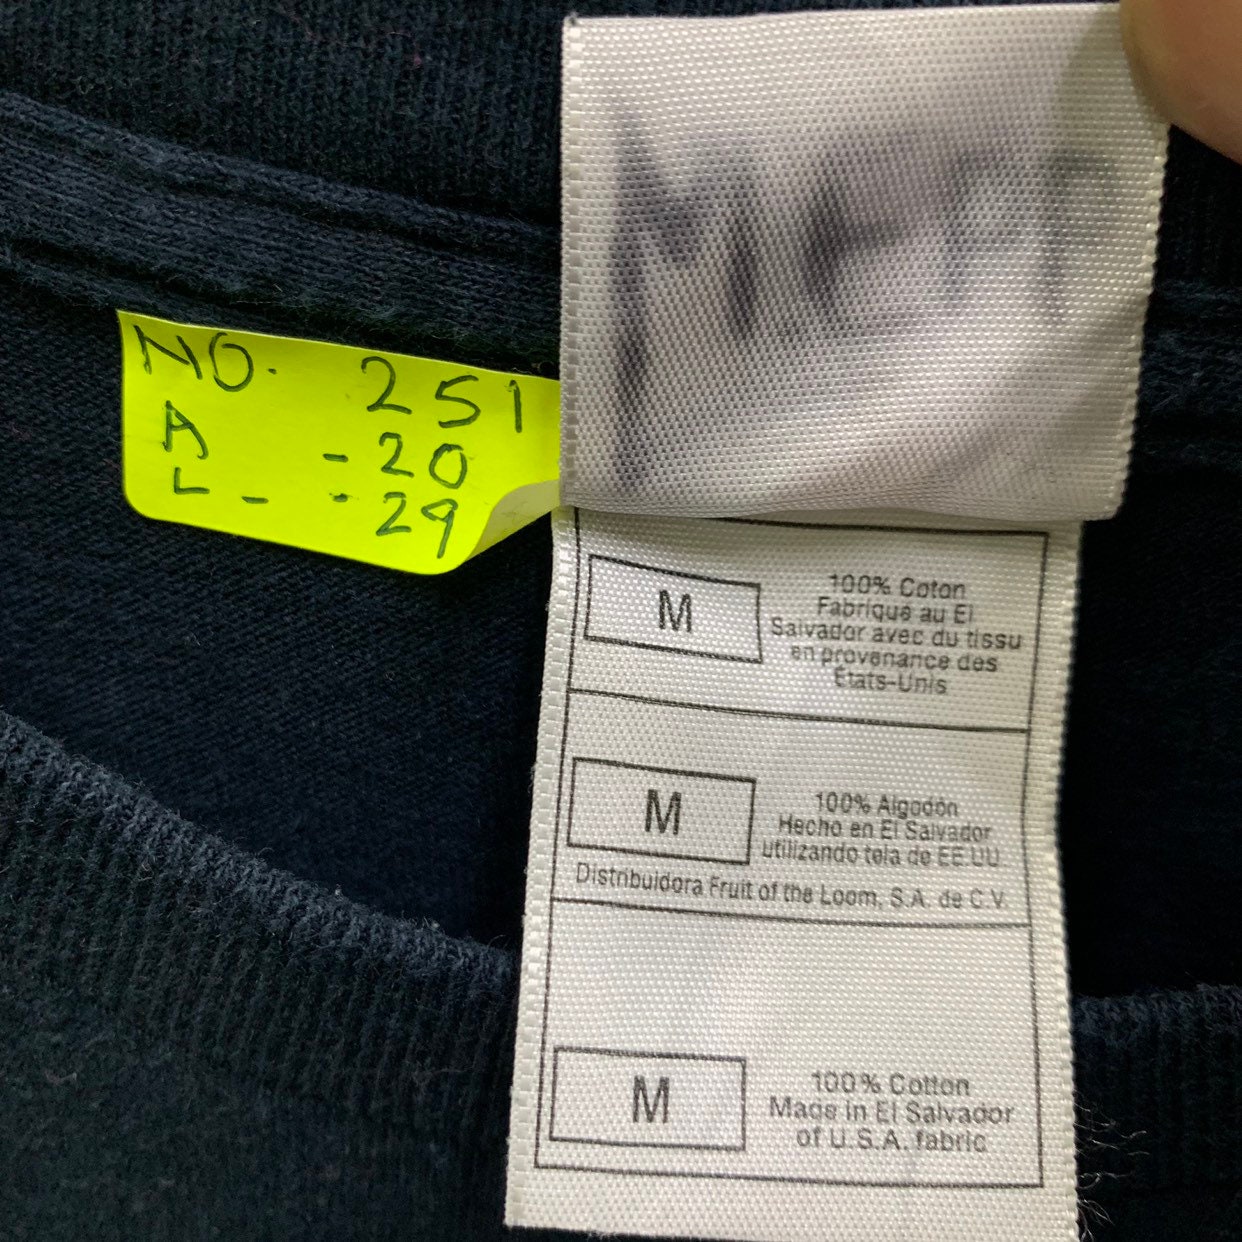 NO. 251
A - 20
L - - 29
M
100% Coton
Fabriqué au El
Salvador avec du tissu
en provenance des
États-Unis
M
100% Algodón
Hecho en El Salvador
utilizando tela de EE UU
Distribuidora Fruit of the Loom, S.A. de C.V.
M
100% Cotton
Made in El Salvador
of U.S.A. fabric